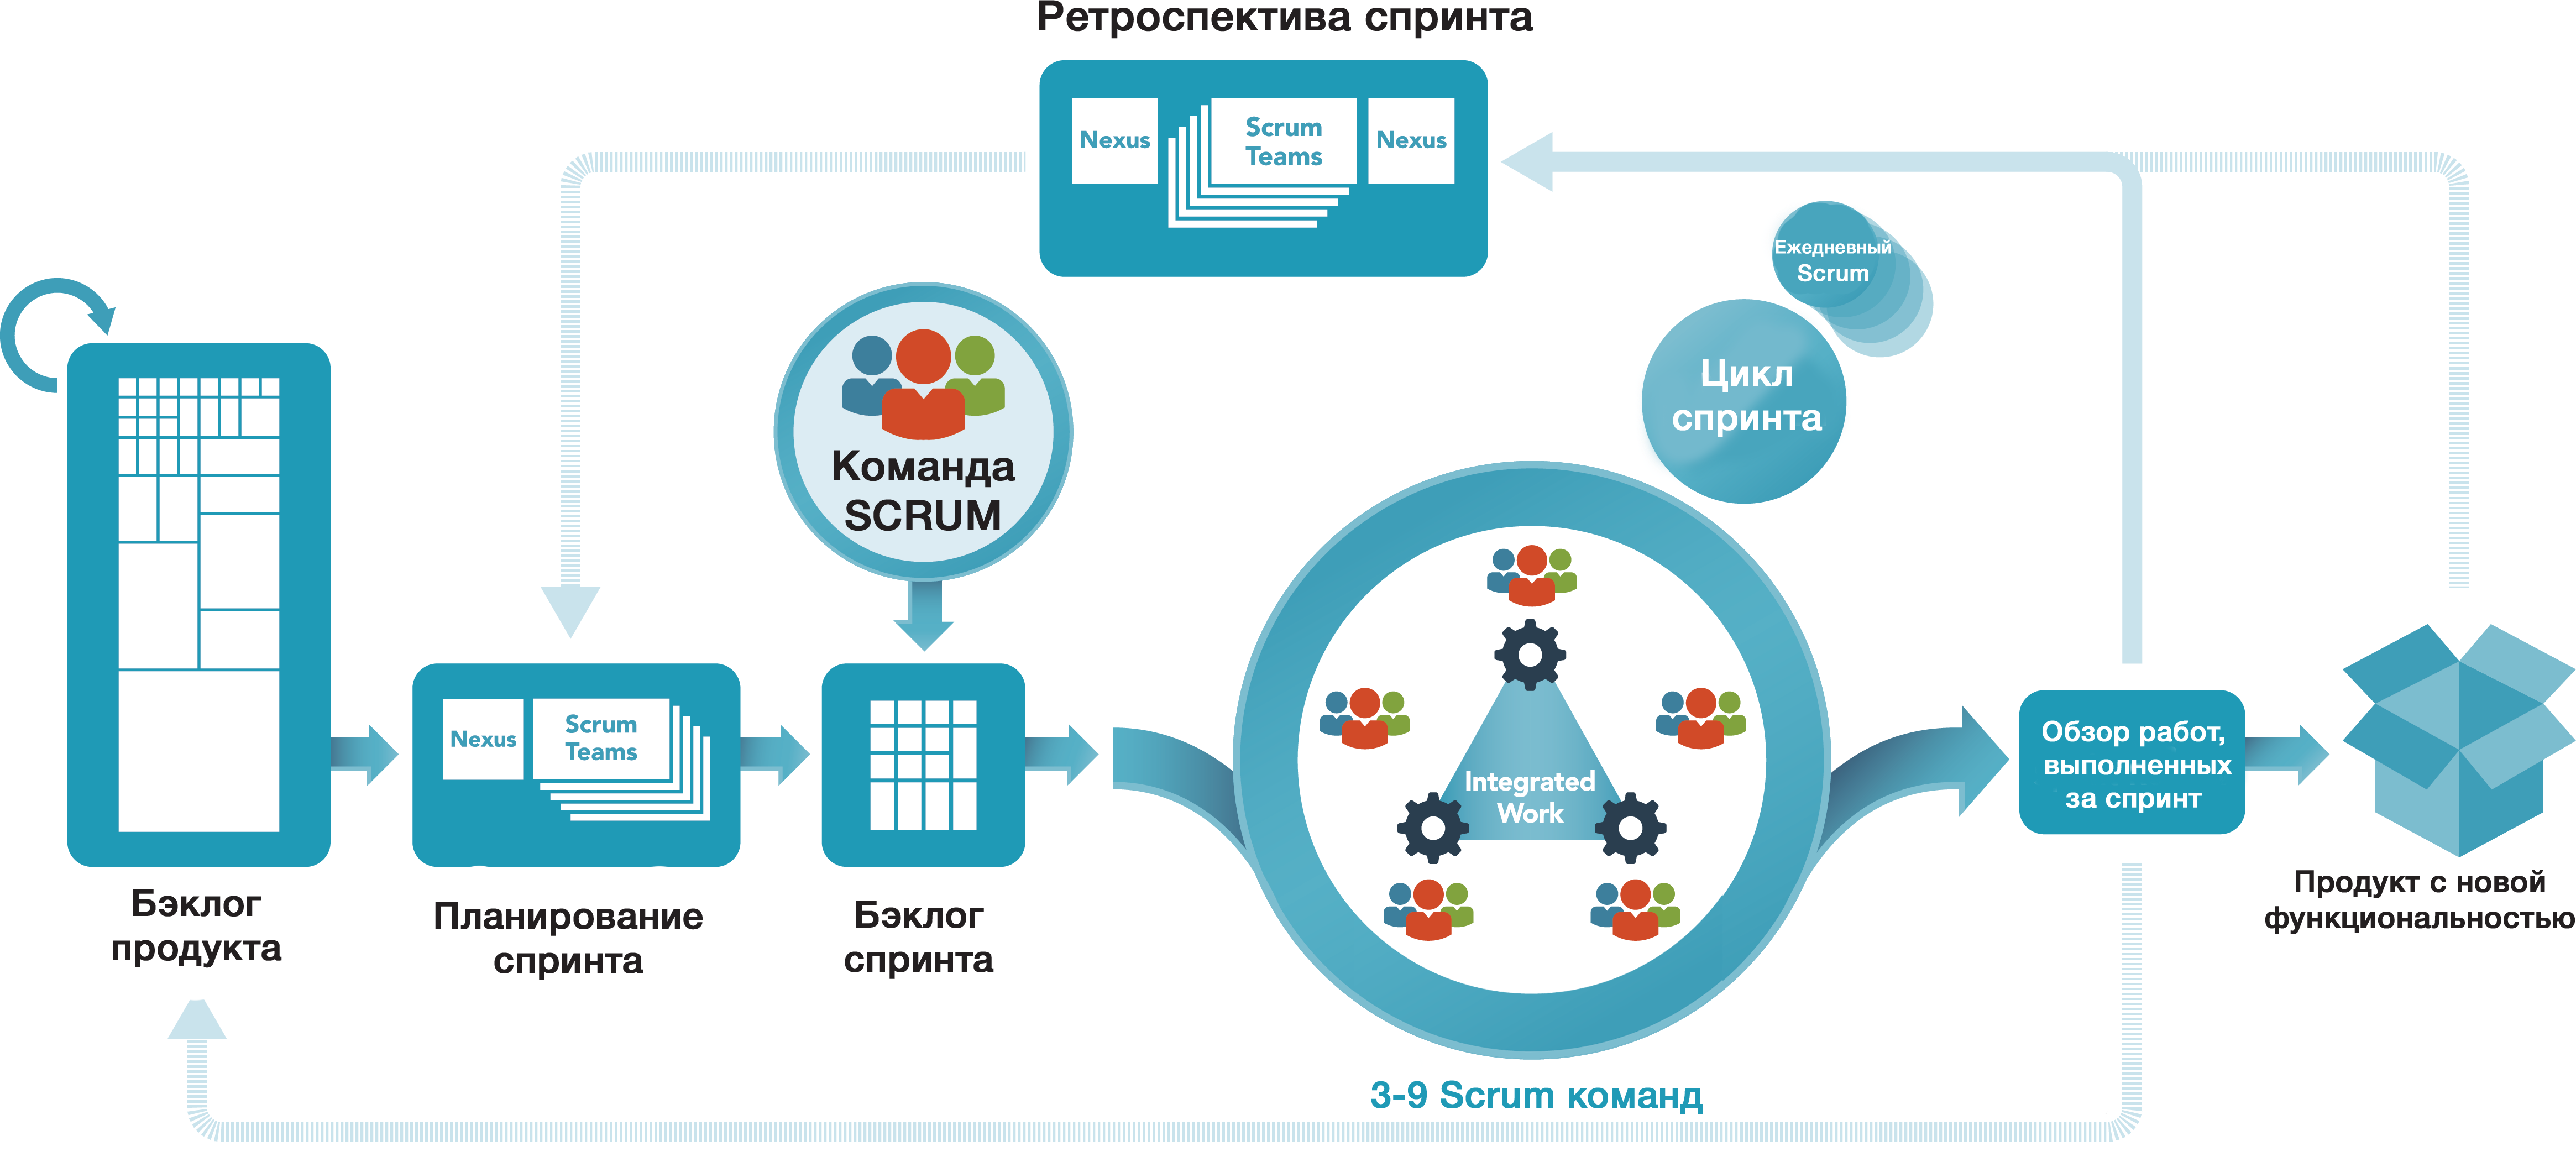 Ретроспектива спринта
Nexus
Scrum
Teams
Nexus
Ежедневный
Scrum
Цикл
спринта
Команда
SCRUM
Nexus
Scrum
Teams
Integrated
Work
Обзор работ,
выполненных
за спринт
Бэклог
продукта
Планирование
спринта
Бэклог
спринта
Продукт с новой
функциональностью
3-9 Scrum команд